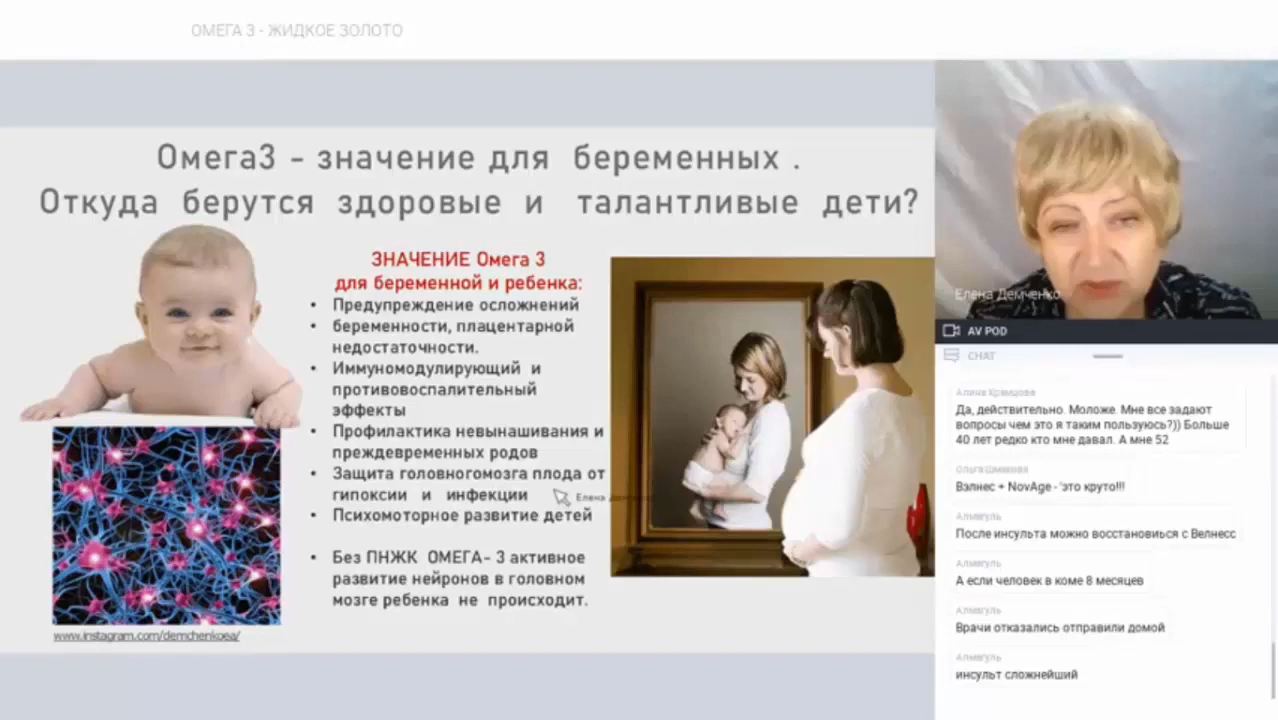 ОМЕГА 3 - ЖИДКОЕ ЗОЛОТО
Омега3 - значение для беременных .
Откуда берутся здоровые и талантливые дети?
ЗНАЧЕНИЕ Омега 3
для беременной и ребенка:
• Предупреждение осложнений
• беременности, плацентарной
недостаточности.
• Иммуномодулирующий и
противовоспалительный
эффекты
• Профилактика невынашивания и
преждевременных родов
• Защита головногомозга плода от
гипоксии и инфекции
• Психомоторное развитие детей
• Без ПНЖК ОМЕГА- 3 активное
развитие нейронов в головном
мозге ребенка не происходит.
www.instagram.com/demchenkoea/
Елена
Елена Демченко
AV POD
CHAT
Алина Крамцова
Да, действительно. Моложе. Мне все задают
вопросы чем это я таким пользуюсь?)) Больше
40 лет редко кто мне давал. А мне 52
Ольга
Вэлнес + NovAge - 'это круто!!!
Алмагуль
После инсульта можно восстановиься с Велнесс
Алмагуль
А если человек в коме 8 месяцев
Алмагуль
Врачи отказались отправили домой
Алмагуль
инсульт сложнейший